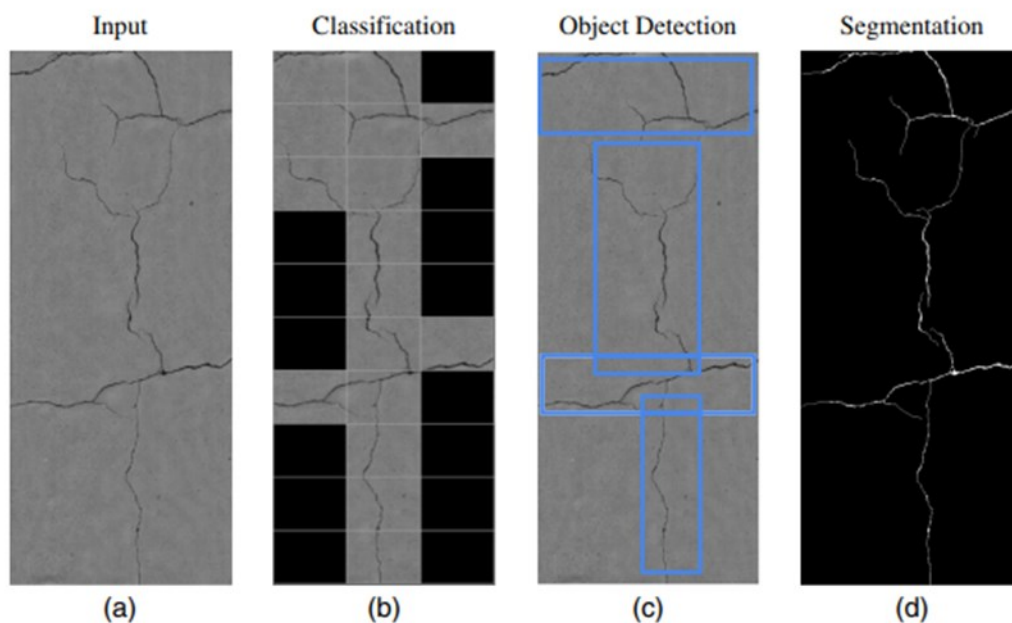 Input Classification Object Detection Segmentation
(a) (b) (c) (d)